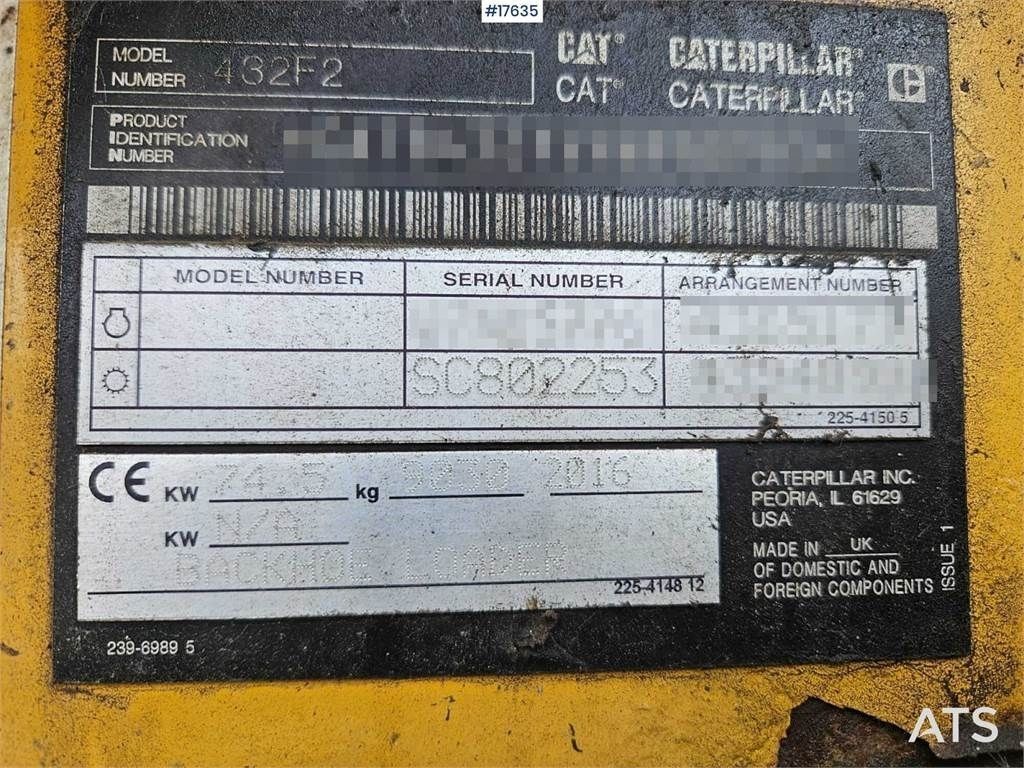 #17635
MODEL NUMBER 432F2
CAT CATERPILLAR
CAT® CATERPILLAR®
PRODUCT
IDENTIFICATION
NUMBER
MODEL NUMBER SERIAL NUMBER ARRANGEMENT NUMBER
SC802253
225-4150 5
CE KW 74.5 kg 9030 2016
KW N/A
BACKHOE LOADER
225-4148 12
CATERPILLAR INC.
PEORIA, IL 61629
USA
MADE IN UK
OF DOMESTIC AND
FOREIGN COMPONENTS
ISSUE 1
239-6989 5
ATS